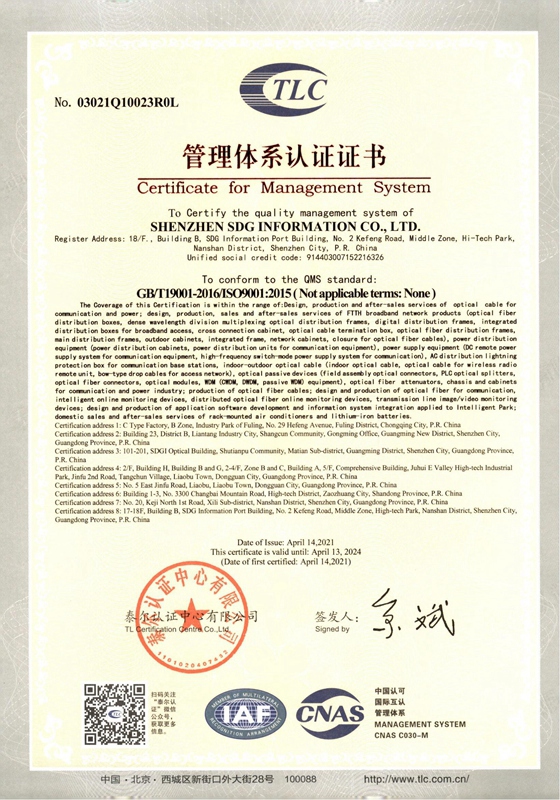 TLC
No. 03021Q10023R0L
管理体系认证证书
Certificate for Management System
To Certify the quality management system of
SHENZHEN SDG INFORMATION CO., LTD.
Register Address: 18/F., Building B, SDG Information Port Building, No. 2 Kefeng Road, Middle Zone, Hi-Tech Park,
Nanshan District, Shenzhen City, P.R. China
Unified social credit code: 914403007152216326
To conform to the QMS standard:
GB/T19001-2016/ISO9001:2015 ( Not applicable terms: None )
The Coverage of this Certification is within the range of:Design, production and after-sales services of optical cable for
communication and power; design, production, sales and after-sales services of FTTH broadband network products (optical fiber
distribution boxes, dense wavelength division multiplexing optical distribution frames, digital distribution frames, integrated
distribution boxes for broadband access, cross connection cabinet, optical cable termination box, optical fiber distribution frames,
main distribution frames, outdoor cabinets, integrated frame, network cabinets, closure for optical fiber cables), power distribution
equipment (power distribution cabinets, power distribution units for communication equipment), power supply equipment (DC remote power
supply system for communication equipment, high-frequency switch-mode power supply system for communication), AC distribution lightning
protection box for communication base stations, indoor-outdoor optical cable (indoor optical cable, optical cable for wireless radio
remote unit, bow-type drop cables for access network), optical passive devices (field assembly optical connectors, PLC optical splitters,
optical fiber connectors, optical modules, WDM (CWDM, DWDM, passive WDM) equipment), optical fiber attenuators, chassis and cabinets
for communication and power industry; production of optical fiber cables; design and production of optical fiber for communication,
intelligent online monitoring devices, distributed optical fiber online monitoring devices, transmission line image/video monitoring
devices; design and production of application software development and information system integration applied to Intelligent Park;
domestic sales and after-sales services of rack-mounted air conditioners and lithium-iron batteries.
Certification address 1: C Type Factory, B Zone, Industry Park of Fuling, No. 29 Hefeng Avenue, Fuling District, Chongqing City, P.R. China
Certification address 2: Building 23, District B, Liantang Industry City, Shangcun Community, Gongming Office, Guangming New District, Shenzhen City,
Guangdong Province, P.R. China
Certification address 3: 101-201, SDGI Optical Building, Shutianpu Community, Matian Sub-district, Guangming District, Shenzhen City, Guangdong Province,
P.R. China
Certification address 4: 2/F, Building H, Building B and G, 2-4/F, Zone B and C, Building A, 5/F, Comprehensive Building, Juhui E Valley High-tech Industrial
Park, Jinfu 2nd Road, Tangchun Village, Liaobu Town, Dongguan City, Guangdong Province, P.R. China
Certification address 5: No. 5 East Jinfu Road, Liaobu, Liaobu Town, Dongguan City, Guangdong Province, P.R. China
Certification address 6: Building 1-3, No. 3300 Changbai Mountain Road, High-tech District, Zaozhuang City, Shandong Province, P.R. China
Certification address 7: No. 20, Keji North 1st Road, Xili Sub-district, Nanshan District, Shenzhen City, Guangdong Province, P.R. China
Certification address 8: 17-18F, Building B, SDG Information Port Building, No. 2 Kefeng Road, Middle Zone, High-tech Park, Nanshan District, Shenzhen City,
Guangdong Province, P.R. China
Date of Issue: April 14,2021
This certificate is valid until: April 13, 2024
(Date of first certified: April 14,2021)
泰尔认证中心有限公司
TL Certification Centre Co.,Ltd.
泰尔认证中心有限公司
1101020407432
签发人:
Signed by
扫码关注
“泰尔认
证”微信
公众号,
获取更多
信息。
TLC
MEMBER OF MULTILATERAL
IAF
RECOGNITION ARRANGEMENT
CNAS
中国认可
国际互认
管理体系
MANAGEMENT SYSTEM
CNAS C030-M
中国·北京·西城区新街口外大街28号 100088
http://www.tlc.com.cn/